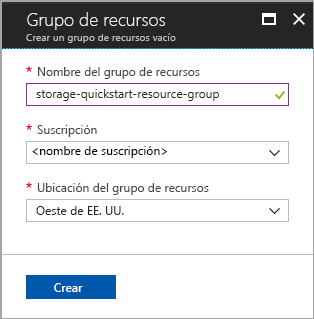 Grupo de recursos
Crear un grupo de recursos vacío
* Nombre del grupo de recursos
storage-quickstart-resource-group
* Suscripción
<nombre de suscripción>
* Ubicación del grupo de recursos
Oeste de EE. UU.
Crear